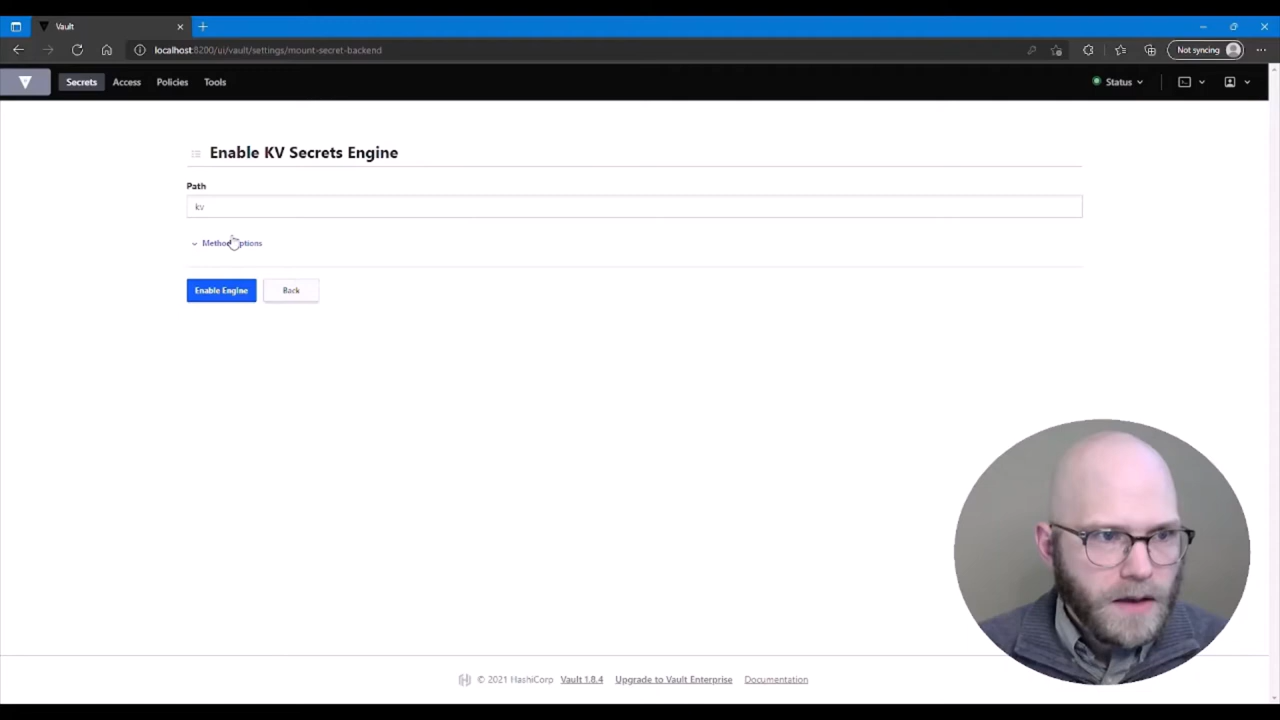 Vault
localhost:8200/ui/vault/settings/mount-secret-backend
Not syncing
Secrets Access Policies Tools
Status
Enable KV Secrets Engine
Path
kv
Method Options
Enable Engine
Back
© 2021 HashiCorp Vault 1.8.4 Upgrade to Vault Enterprise Documentation